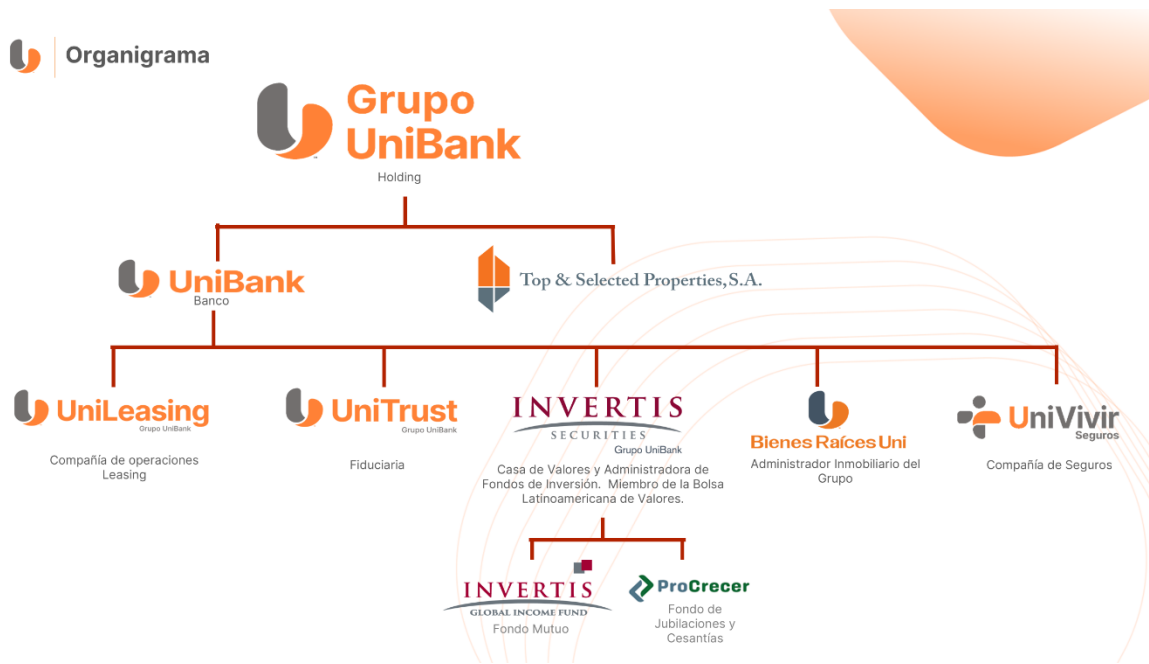 Organigrama
Grupo
UniBank
Holding
UniBank
Banco
Top & Selected Properties, S.A.
UniLeasing
Grupo UniBank
Compañía de operaciones
Leasing
UniTrust
Grupo UniBank
Fiduciaria
INVERTIS
SECURITIES
Grupo UniBank
Casa de Valores y Administradora de
Fondos de Inversión. Miembro de la Bolsa
Latinoamericana de Valores.
Bienes Raíces Uni
Administrador Inmobiliario del
Grupo
UniVivir
Seguros
Compañía de Seguros
INVERTIS
GLOBAL INCOME FUND
Fondo Mutuo
ProCrecer
Fondo de
Jubilaciones y
Cesantías